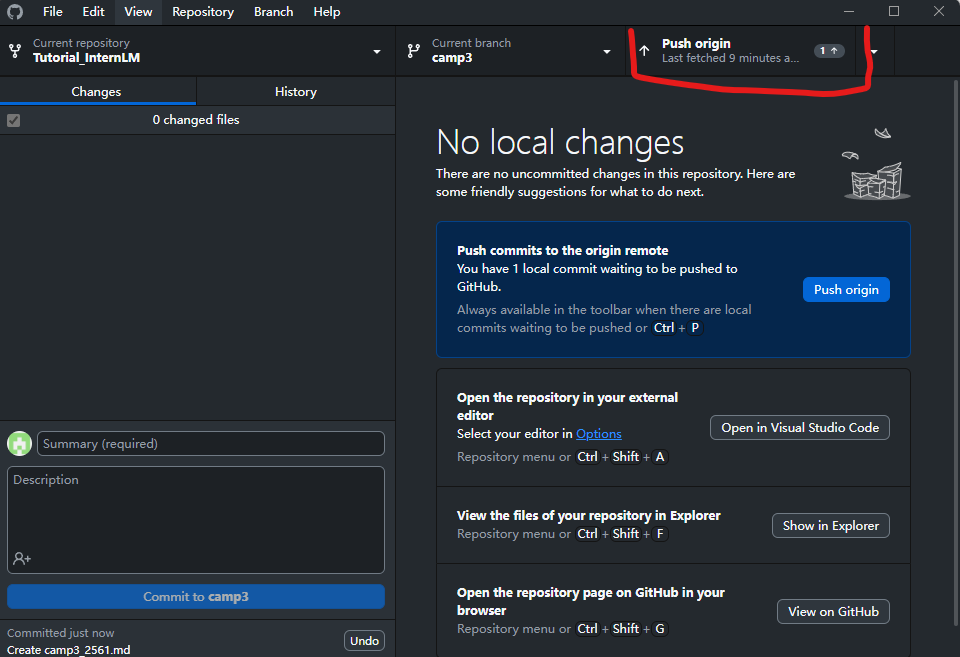 File Edit View Repository Branch Help
Current repository
Tutorial_InternLM
Current branch
camp3
Push origin
Last fetched 9 minutes a...
1
Changes
History
0 changed files
No local changes
There are no uncommitted changes in this repository. Here are
some friendly suggestions for what to do next.
Push commits to the origin remote
You have 1 local commit waiting to be pushed to
GitHub.
Push origin
Always available in the toolbar when there are local
commits waiting to be pushed or Ctrl + P
Open the repository in your external
editor
Select your editor in Options
Open in Visual Studio Code
Repository menu or Ctrl + Shift + A
View the files of your repository in Explorer
Show in Explorer
Repository menu or Ctrl + Shift + F
Open the repository page on GitHub in your
browser
View on GitHub
Repository menu or Ctrl + Shift + G
Summary (required)
Description
Commit to camp3
Committed just now
Create camp3_2561.md
Undo